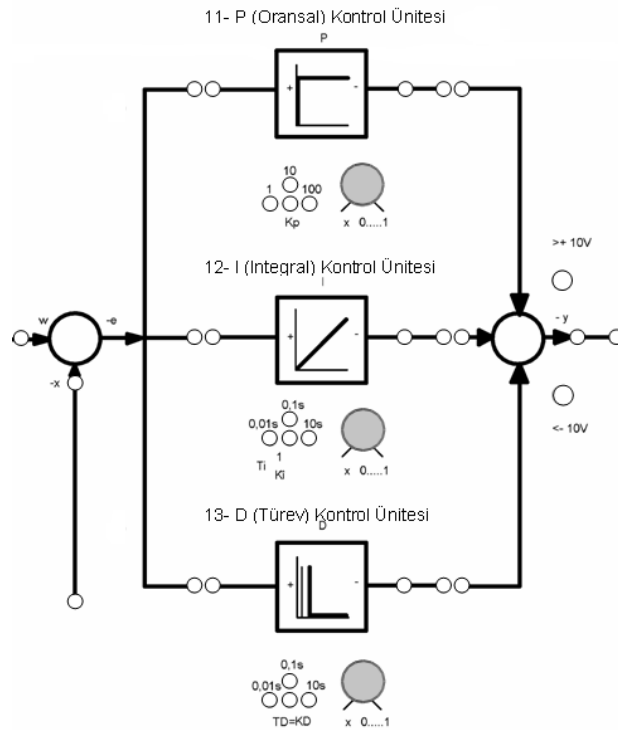 11- P (Oransal) Kontrol Ünitesi
P
+ -
10
1 100
Kp
x 0.....1
12- I (Integral) Kontrol Ünitesi
I
+ -
>+ 10V
w -e
- y
-x
0,1s
0,01s 10s
Ti 1
Ki
x 0.....1
<- 10V
13- D (Türev) Kontrol Ünitesi
D
+ -
0,1s
0,01s 10s
TD=KD
x 0.....1